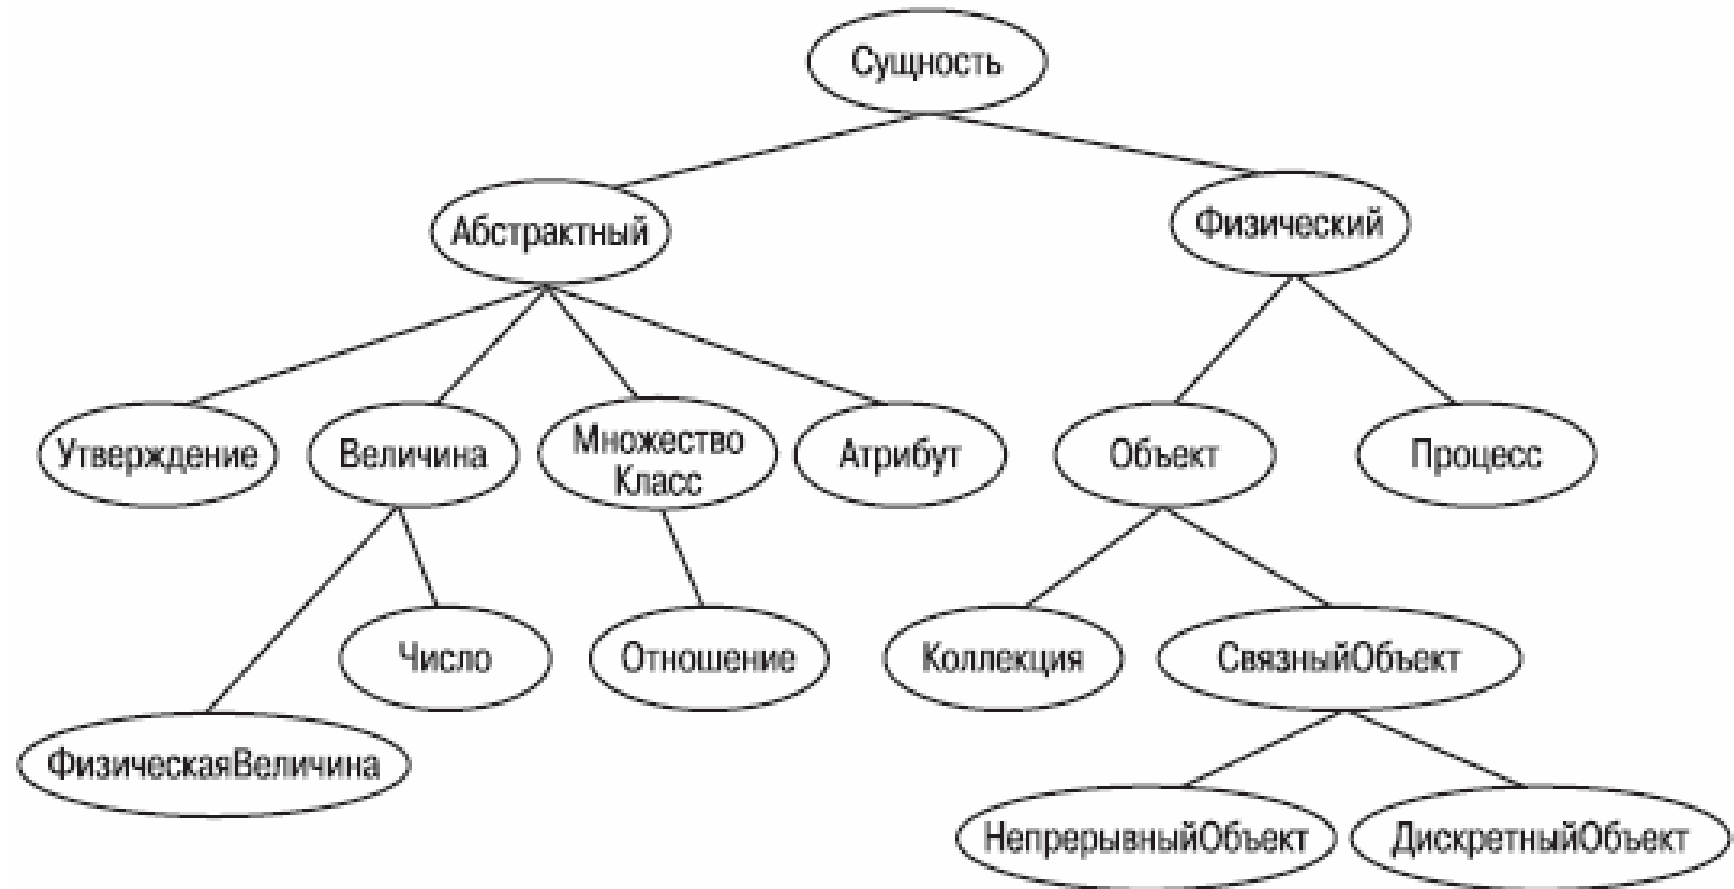 Сущность
Абстрактный
Физический
Утверждение
Величина
Множество
Класс
Атрибут
Объект
Процесс
Число
Отношение
Коллекция
СвязныйОбъект
ФизическаяВеличина
НепрерывныйОбъект
ДискретныйОбъект